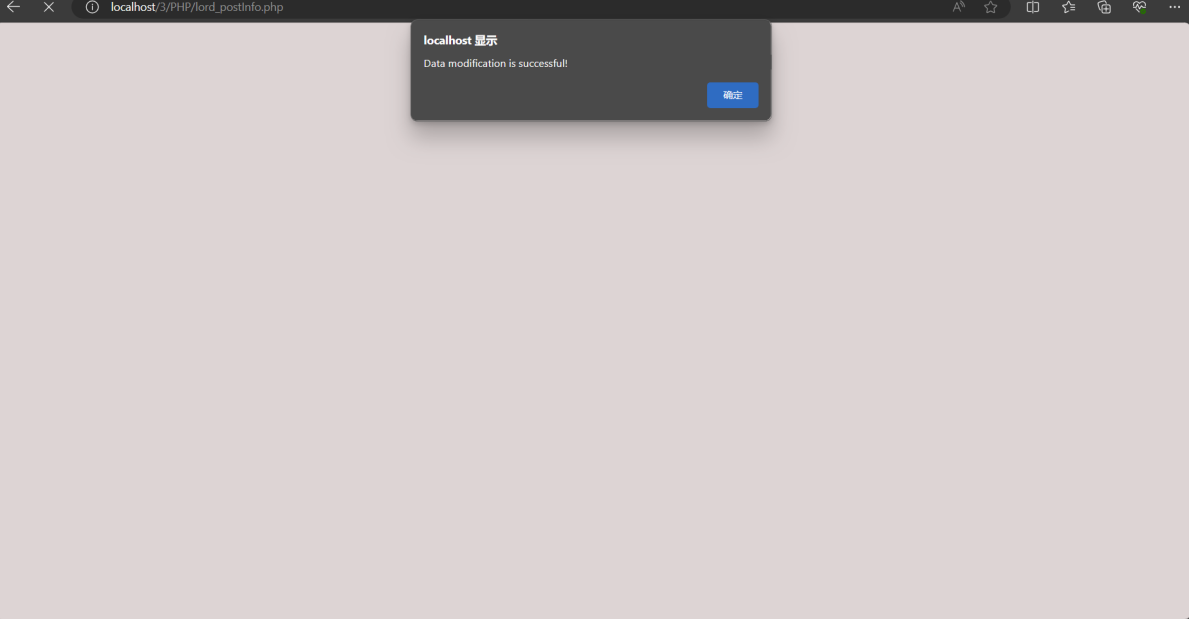 localhost/3/PHP/lord_postInfo.php
localhost 显示
Data modification is successful!
确定